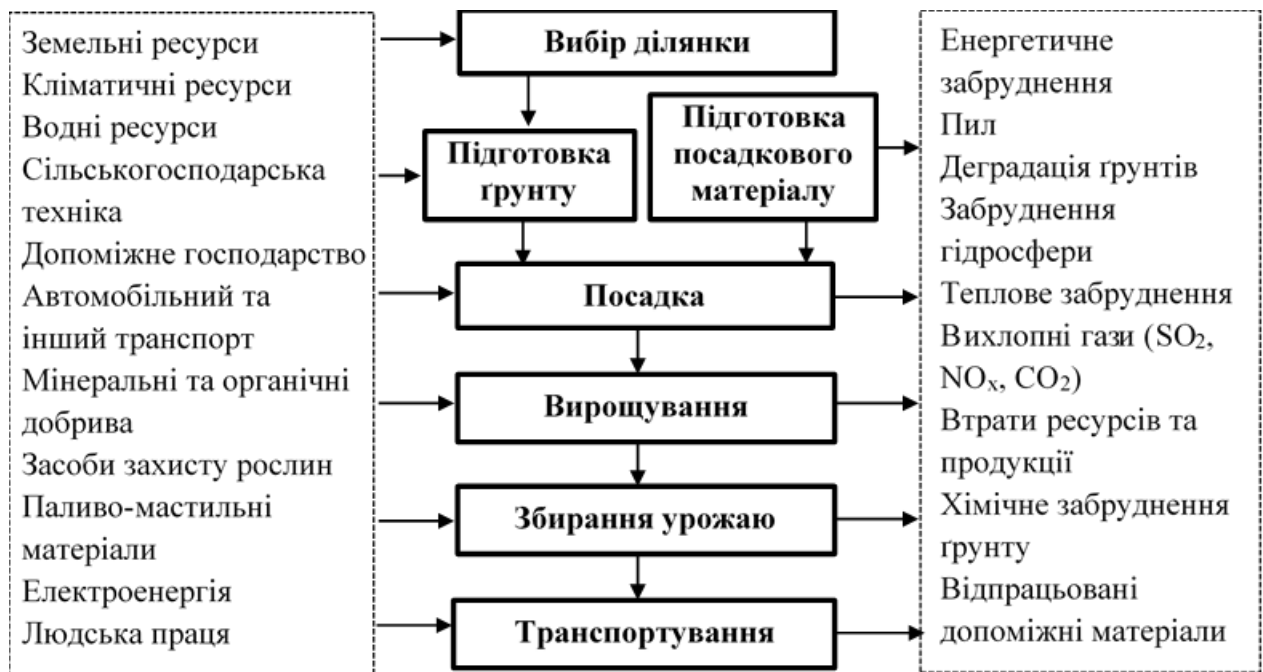 Земельні ресурси
Кліматичні ресурси
Водні ресурси
Сільськогосподарська
техніка
Допоміжне господарство
Автомобільний та
інший транспорт
Мінеральні та органічні
добрива
Засоби захисту рослин
Паливо-мастильні
матеріали
Електроенергія
Людська праця
Вибір ділянки
Підготовка
ґрунту
Підготовка
посадкового
матеріалу
Посадка
Вирощування
Збирання урожаю
Транспортування
Енергетичне
забруднення
Пил
Деградація ґрунтів
Забруднення
гідросфери
Теплове забруднення
Вихлопні гази (SO₂,
NOₓ, CO₂)
Втрати ресурсів та
продукції
Хімічне забруднення
ґрунту
Відпрацьовані
допоміжні матеріали